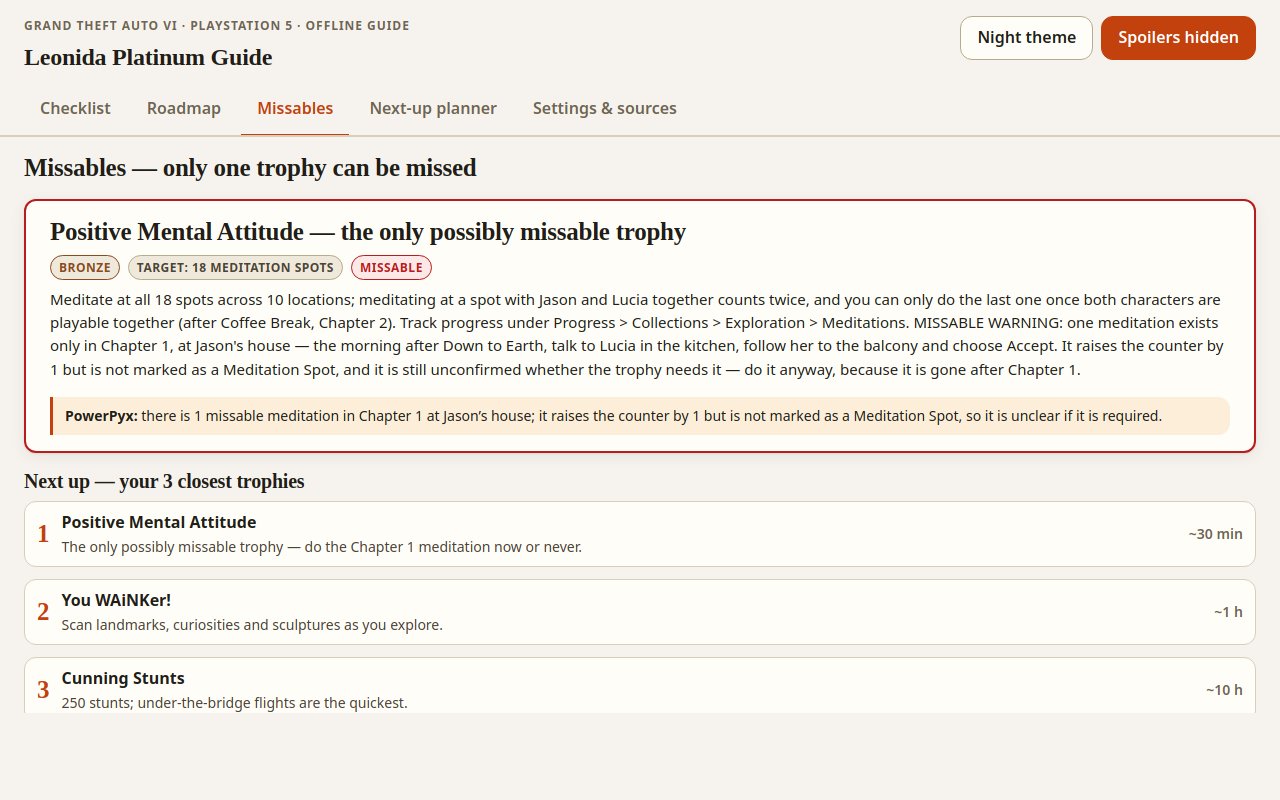 GRAND THEFT AUTO VI · PLAYSTATION 5 · OFFLINE GUIDE
Leonida Platinum Guide
Night theme
Spoilers hidden
Checklist
Roadmap
Missables
Next-up planner
Settings & sources
Missables — only one trophy can be missed
Positive Mental Attitude — the only possibly missable trophy
BRONZE
TARGET: 18 MEDITATION SPOTS
MISSABLE
Meditate at all 18 spots across 10 locations; meditating at a spot with Jason and Lucia together counts twice, and you can only do the last one once both characters are
playable together (after Coffee Break, Chapter 2). Track progress under Progress > Collections > Exploration > Meditations. MISSABLE WARNING: one meditation exists
only in Chapter 1, at Jason's house — the morning after Down to Earth, talk to Lucia in the kitchen, follow her to the balcony and choose Accept. It raises the counter by
1 but is not marked as a Meditation Spot, and it is still unconfirmed whether the trophy needs it — do it anyway, because it is gone after Chapter 1.
PowerPyx: there is 1 missable meditation in Chapter 1 at Jason’s house; it raises the counter by 1 but is not marked as a Meditation Spot, so it is unclear if it is required.
Next up — your 3 closest trophies
1
Positive Mental Attitude
The only possibly missable trophy — do the Chapter 1 meditation now or never.
~30 min
2
You WAiNKer!
Scan landmarks, curiosities and sculptures as you explore.
~1 h
3
Cunning Stunts
250 stunts; under-the-bridge flights are the quickest.
~10 h